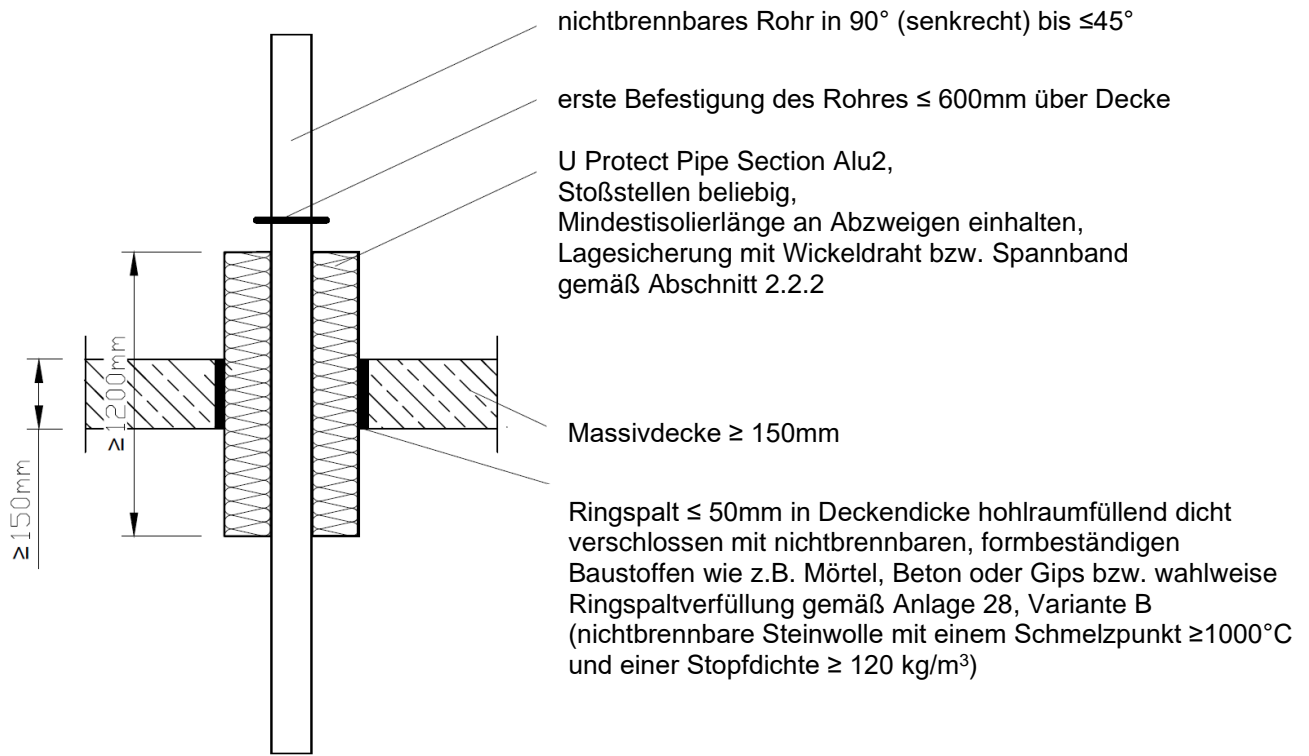 nichtbrennbares Rohr in 90° (senkrecht) bis ≤45°
erste Befestigung des Rohres ≤ 600mm über Decke
U Protect Pipe Section Alu2,
Stoßstellen beliebig,
Mindestisolierlänge an Abzweigen einhalten,
Lagesicherung mit Wickeldraht bzw. Spannband
gemäß Abschnitt 2.2.2
≥1200mm
≥150mm
Massivdecke ≥ 150mm
Ringspalt ≤ 50mm in Deckendicke hohlraumfüllend dicht
verschlossen mit nichtbrennbaren, formbeständigen
Baustoffen wie z.B. Mörtel, Beton oder Gips bzw. wahlweise
Ringspaltverfüllung gemäß Anlage 28, Variante B
(nichtbrennbare Steinwolle mit einem Schmelzpunkt ≥1000°C
und einer Stopfdichte ≥ 120 kg/m³)